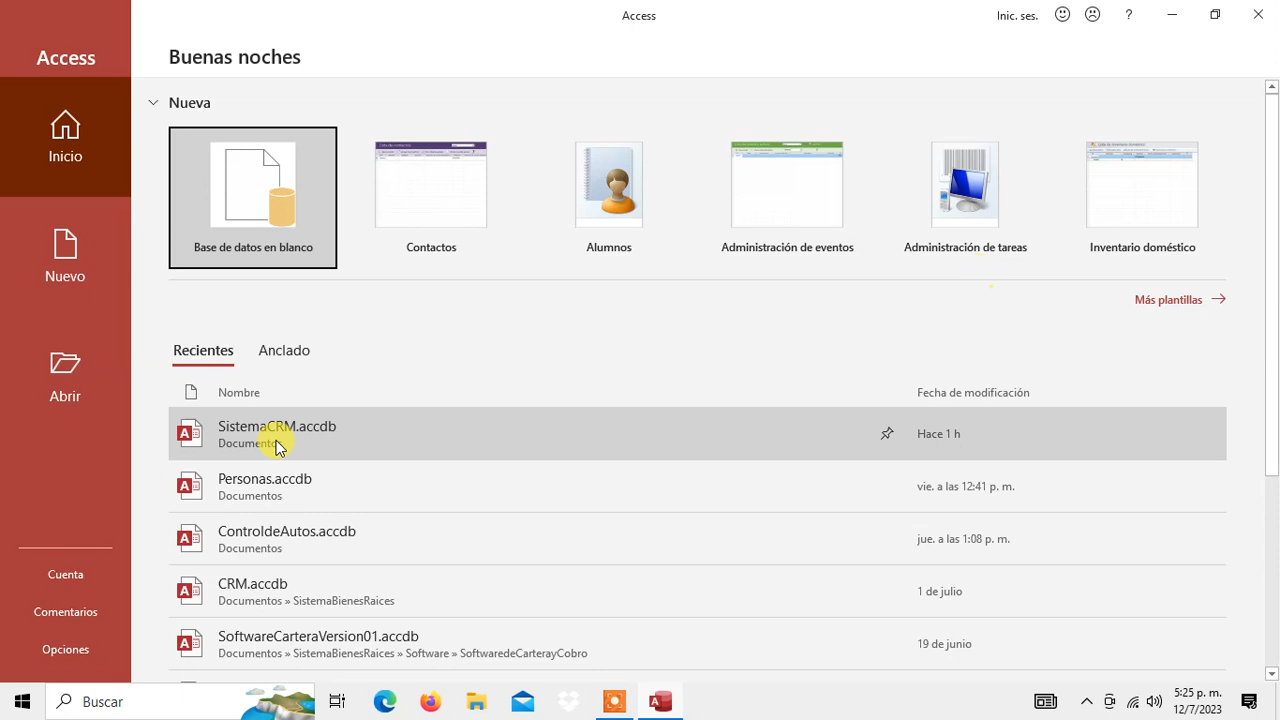 Access
Inic. ses.
Access
Buenas noches
Inicio
Nuevo
Abrir
Cuenta
Comentarios
Opciones
Nueva
Base de datos en blanco
Contactos
Alumnos
Administración de eventos
Administración de tareas
Inventario doméstico
Más plantillas
Recientes
Anclado
Nombre
Fecha de modificación
SistemaCRM.accdb
Documentos
Hace 1 h
Personas.accdb
Documentos
vie. a las 12:41 p. m.
ControldeAutos.accdb
Documentos
jue. a las 1:08 p. m.
CRM.accdb
Documentos » SistemaBienesRaices
1 de julio
SoftwareCarteraVersion01.accdb
Documentos » SistemaBienesRaices » Software » SoftwaredeCarterayCobro
19 de junio
Buscar
5:25 p. m.
12/7/2023